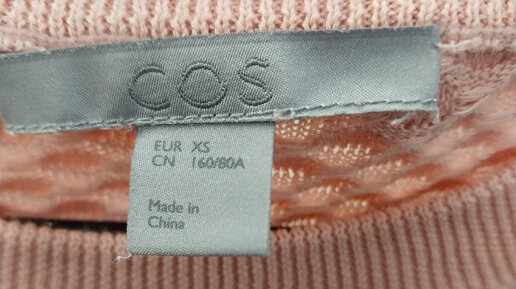 COS
EUR XS
CN 160/80A
Made in
China